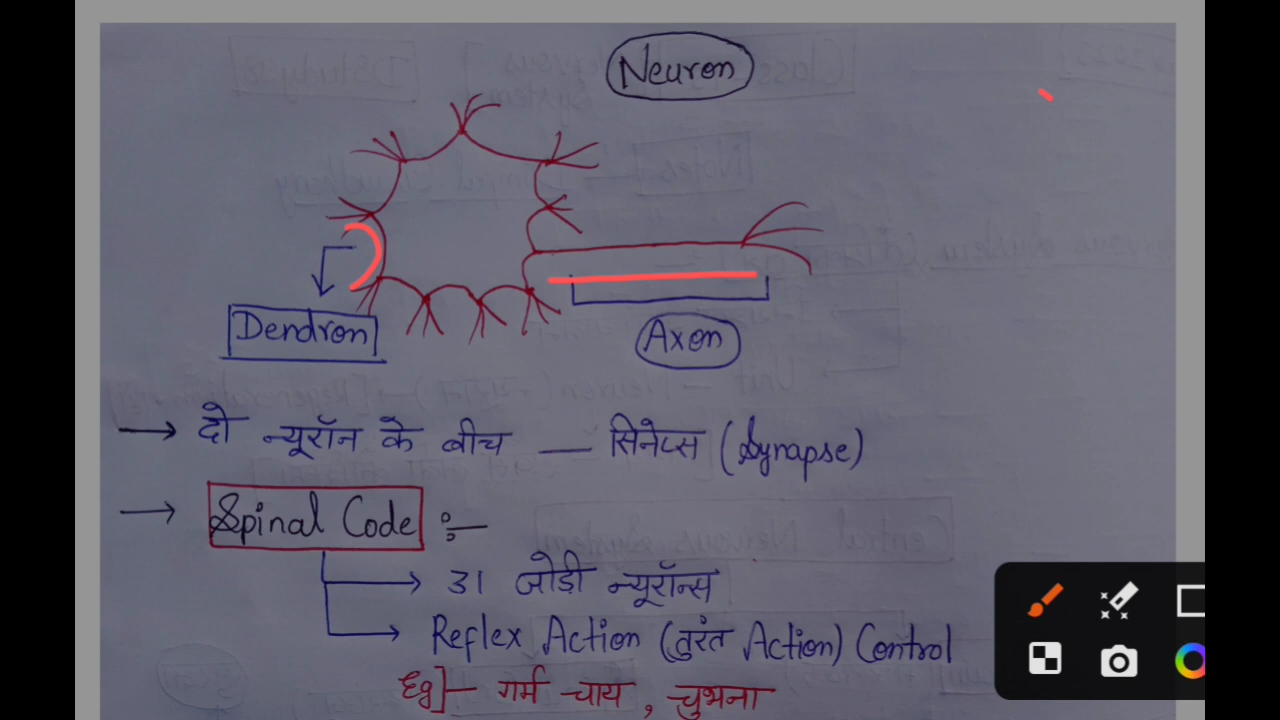 Neuron
Dendron
Axon
→ दो न्यूरॉन के बीच — सिनेप्स (Synapse)
→ Spinal Code :-
→ 31 जोड़ी न्यूरॉन्स
→ Reflex Action (तुरंत Action) Control
Eg]- गर्म चाय , चुभना